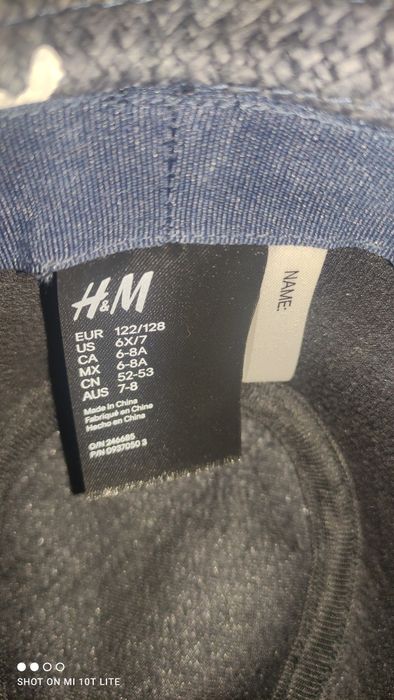 H&M
EUR 122/128
US 6X/7
CA 6-8A
MX 6-8A
CN 52-53
AUS 7-8
Made in China
Fabriqué en Chine
Hecho en China
O/N 246685
P/N 0937050 3
NAME:
SHOT ON MI 10T LITE